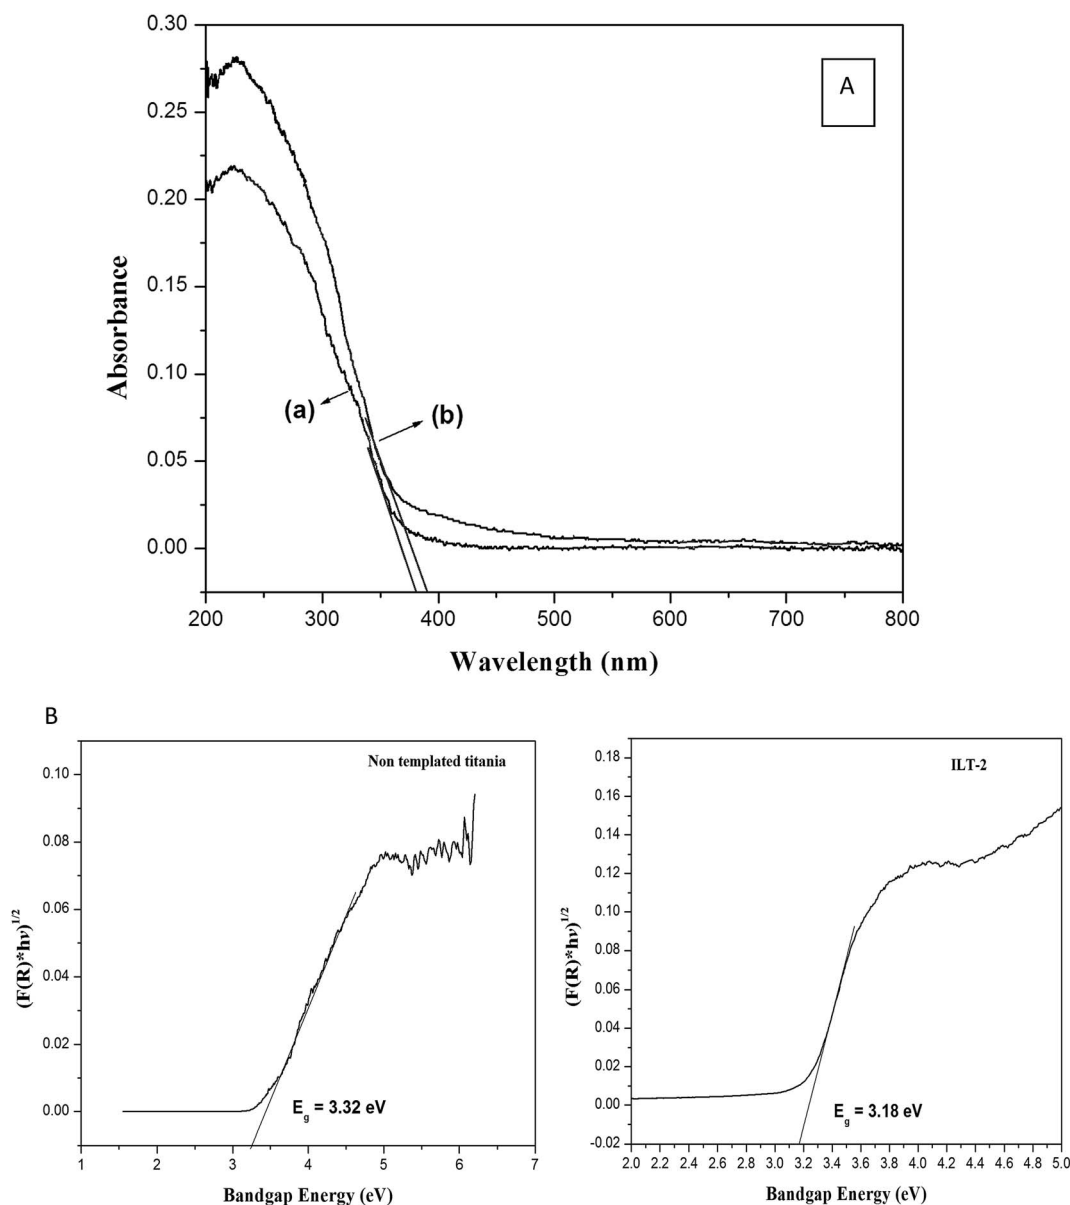 A
0.30
0.25
0.20
0.15
0.10
0.05
0.00
Absorbance
(a)
(b)
200 300 400 500 600 700 800
Wavelength (nm)
B
Non templated titania
0.10
0.08
0.06
0.04
0.02
0.00
(F(R)*hν)^1/2
E_g = 3.32 eV
1 2 3 4 5 6 7
Bandgap Energy (eV)
ILT-2
0.18
0.16
0.14
0.12
0.10
0.08
0.06
0.04
0.02
0.00
-0.02
(F(R)*hν)^1/2
E_g = 3.18 eV
2.0 2.2 2.4 2.6 2.8 3.0 3.2 3.4 3.6 3.8 4.0 4.2 4.4 4.6 4.8 5.0
Bandgap Energy (eV)